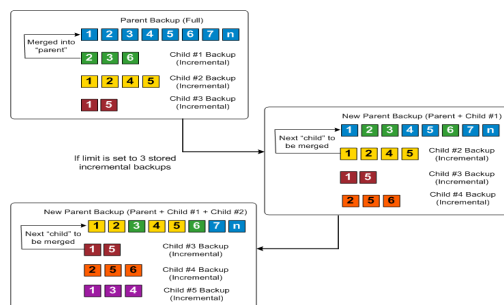 Parent Backup (Full)
Merged into
"parent"
1 2 3 4 5 6 7 n
2 3 6
Child #1 Backup
(Incremental)
1 2 4 5
Child #2 Backup
(Incremental)
1 5
Child #3 Backup
(Incremental)
If limit is set to 3 stored
incremental backups
New Parent Backup (Parent + Child #1)
Next "child" to
be merged
1 2 3 4 5 6 7 n
1 2 4 5
Child #2 Backup
(Incremental)
1 5
Child #3 Backup
(Incremental)
2 5 6
Child #4 Backup
(Incremental)
New Parent Backup (Parent + Child #1 + Child #2)
Next "child" to
be merged
1 2 3 4 5 6 7 n
1 5
Child #3 Backup
(Incremental)
2 5 6
Child #4 Backup
(Incremental)
1 3 4
Child #5 Backup
(Incremental)